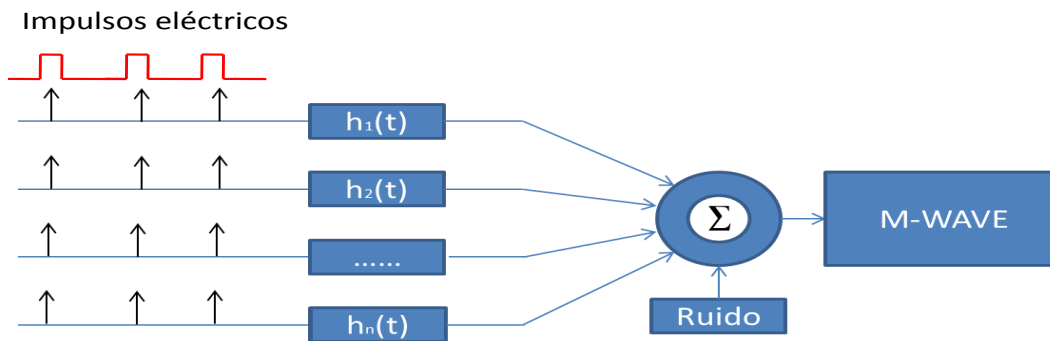 Impulsos eléctricos
h₁(t)
h₂(t)
......
hₙ(t)
Σ
M-WAVE
Ruido